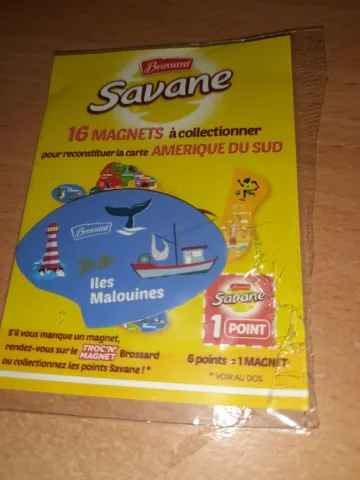 Brossard
Savane
16 MAGNETS à collectionner
pour reconstituer la carte AMERIQUE DU SUD
Brossard
Iles
Malouines
Brossard
Savane
1 POINT
S'il vous manque un magnet,
rendez-vous sur le TROC'N' MAGNET Brossard
ou collectionnez les points Savane ! *
6 points = 1 MAGNET
* VOIR AU DOS